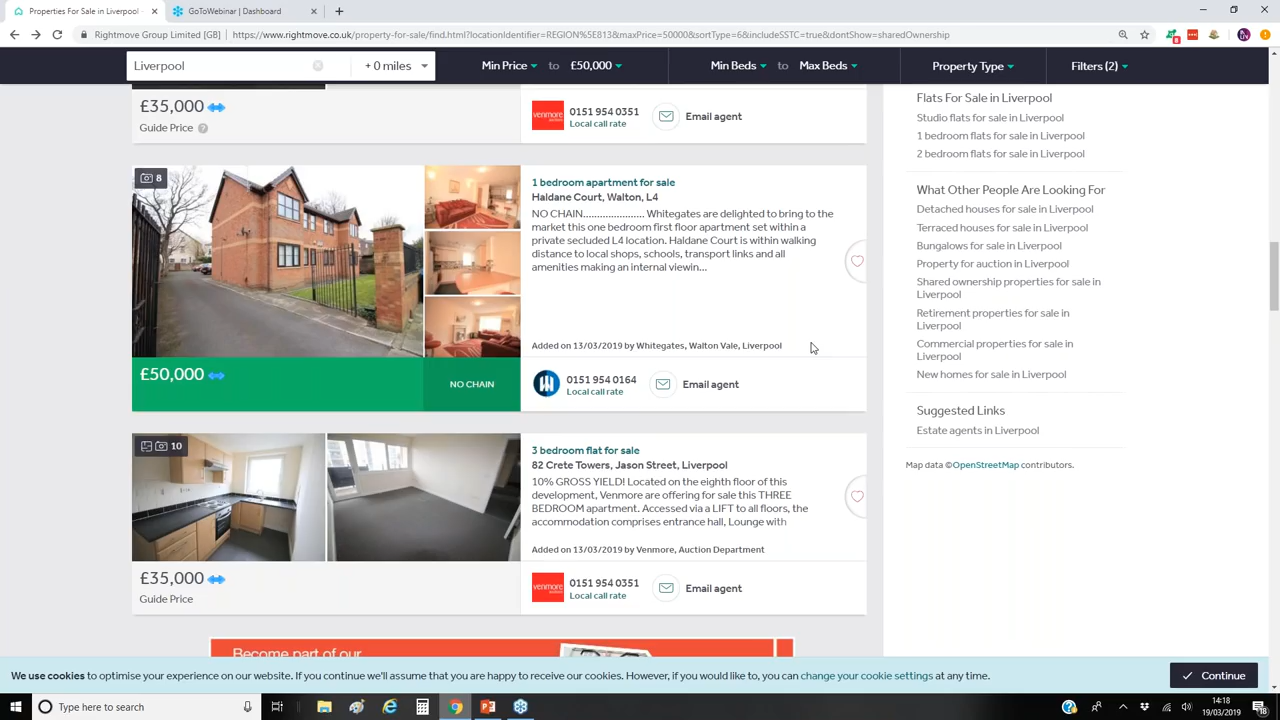 Properties For Sale in Liverpool
GoToWebinar | Dashboard
Rightmove Group Limited [GB] | https://www.rightmove.co.uk/property-for-sale/find.html?locationIdentifier=REGION%5E813&maxPrice=50000&sortType=6&includeSSTC=true&dontShow=sharedOwnership
Liverpool
+ 0 miles
Min Price to £50,000
Min Beds to Max Beds
Property Type
Filters (2)
£35,000
Guide Price ?
venmore
0151 954 0351
Local call rate
Email agent
8
1 bedroom apartment for sale
Haldane Court, Walton, L4
NO CHAIN...................... Whitegates are delighted to bring to the
market this one bedroom first floor apartment set within a
private secluded L4 location. Haldane Court is within walking
distance to local shops, schools, transport links and all
amenities making an internal viewin...
Added on 13/03/2019 by Whitegates, Walton Vale, Liverpool
£50,000
NO CHAIN
0151 954 0164
Local call rate
Email agent
10
3 bedroom flat for sale
82 Crete Towers, Jason Street, Liverpool
10% GROSS YIELD! Located on the eighth floor of this
development, Venmore are offering for sale this THREE
BEDROOM apartment. Accessed via a LIFT to all floors, the
accommodation comprises entrance hall, Lounge with
Added on 13/03/2019 by Venmore, Auction Department
£35,000
Guide Price
venmore
0151 954 0351
Local call rate
Email agent
Become part of our
Flats For Sale in Liverpool
Studio flats for sale in Liverpool
1 bedroom flats for sale in Liverpool
2 bedroom flats for sale in Liverpool
What Other People Are Looking For
Detached houses for sale in Liverpool
Terraced houses for sale in Liverpool
Bungalows for sale in Liverpool
Property for auction in Liverpool
Shared ownership properties for sale in
Liverpool
Retirement properties for sale in
Liverpool
Commercial properties for sale in
Liverpool
New homes for sale in Liverpool
Suggested Links
Estate agents in Liverpool
Map data ©OpenStreetMap contributors.
We use cookies to optimise your experience on our website. If you continue we'll assume that you are happy to receive our cookies. However, if you would like to, you can change your cookie settings at any time.
Continue
Type here to search
14:18
19/03/2019
18